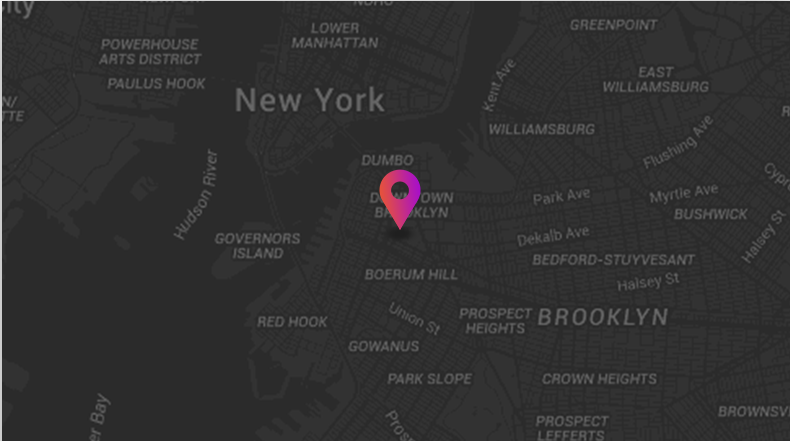 ity
LOWER
MANHATTAN
GREENPOINT
POWERHOUSE
ARTS DISTRICT
PAULUS HOOK
Kent Ave
EAST
WILLIAMSBURG
New York
N/
TTE
WILLIAMSBURG
Flushing Ave
DUMBO
Hudson River
DOWNTOWN
BROOKLYN
Park Ave
Myrtle Ave
BUSHWICK
Halsey St
Dekalb Ave
GOVERNORS
ISLAND
BEDFORD-STUYVESANT
BOERUM HILL
Halsey St
RED HOOK
Union St
PROSPECT
HEIGHTS
BROOKLYN
GOWANUS
PARK SLOPE
CROWN HEIGHTS
er Bay
BROWNSV
PROSPECT
LEFFERTS